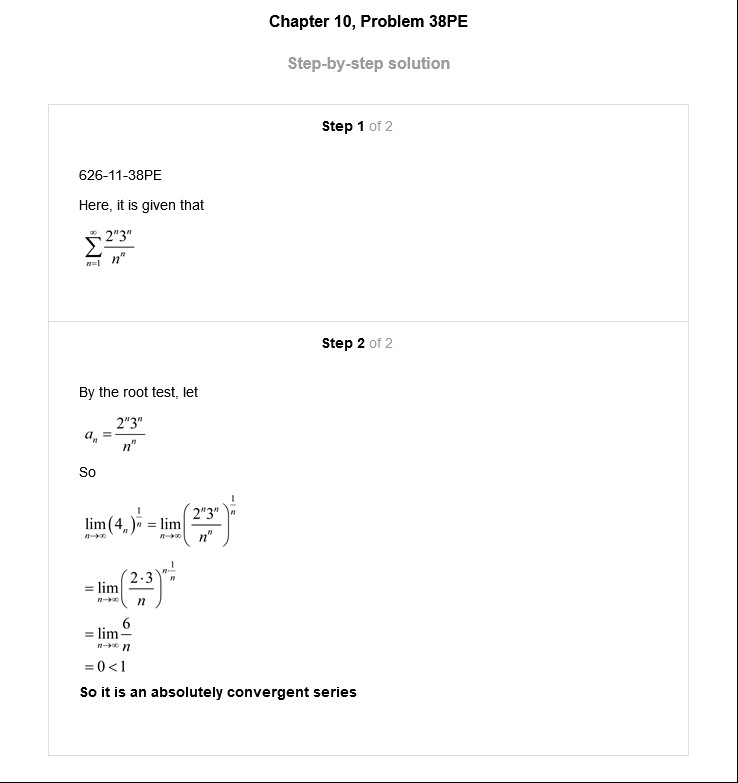 Chapter 10, Problem 38PE
Step-by-step solution
Step 1 of 2
626-11-38PE
Here, it is given that
$\sum_{n=1}^{\infty} \frac{2^n 3^n}{n^n}$
Step 2 of 2
By the root test, let
$a_n = \frac{2^n 3^n}{n^n}$
So
$\lim_{n \to \infty} (4_n)^{\frac{1}{n}} = \lim_{n \to \infty} \left( \frac{2^n 3^n}{n^n} \right)^{\frac{1}{n}}$
$= \lim_{n \to \infty} \left( \frac{2 \cdot 3}{n} \right)^{n \cdot \frac{1}{n}}$
$= \lim_{n \to \infty} \frac{6}{n}$
$= 0 < 1$
So it is an absolutely convergent series